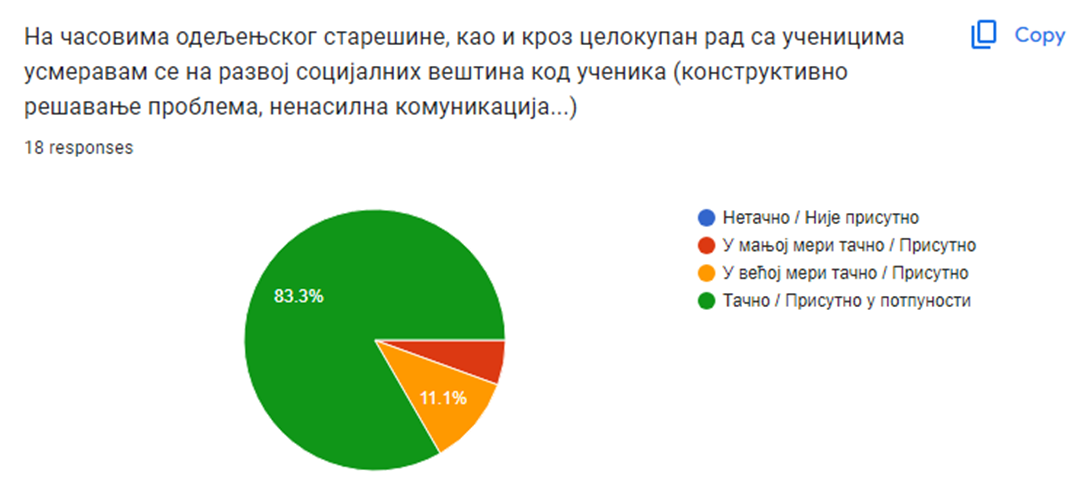 На часовима одељењског старешине, као и кроз целокупан рад са ученицима
усмеравам се на развој социјалних вештина код ученика (конструктивно
решавање проблема, ненасилна комуникација...)
Copy
18 responses
Нетачно / Није присутно
У мањој мери тачно / Присутно
У већој мери тачно / Присутно
Тачно / Присутно у потпуности
83.3%
11.1%